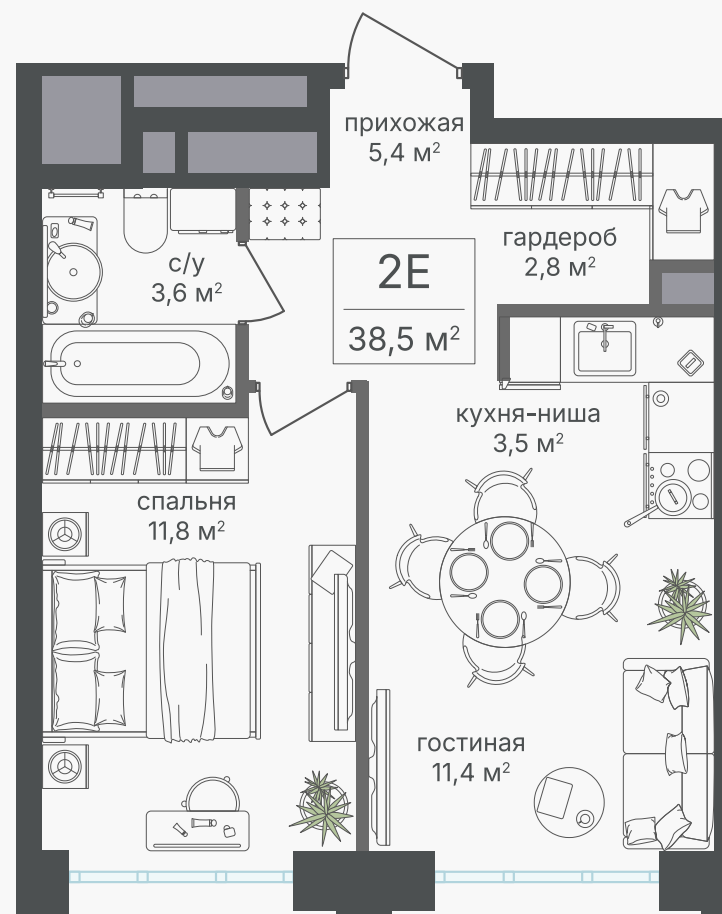 прихожая
5,4 м²
гардероб
2,8 м²
с/у
3,6 м²
2Е
38,5 м²
кухня-ниша
3,5 м²
спальня
11,8 м²
гостиная
11,4 м²